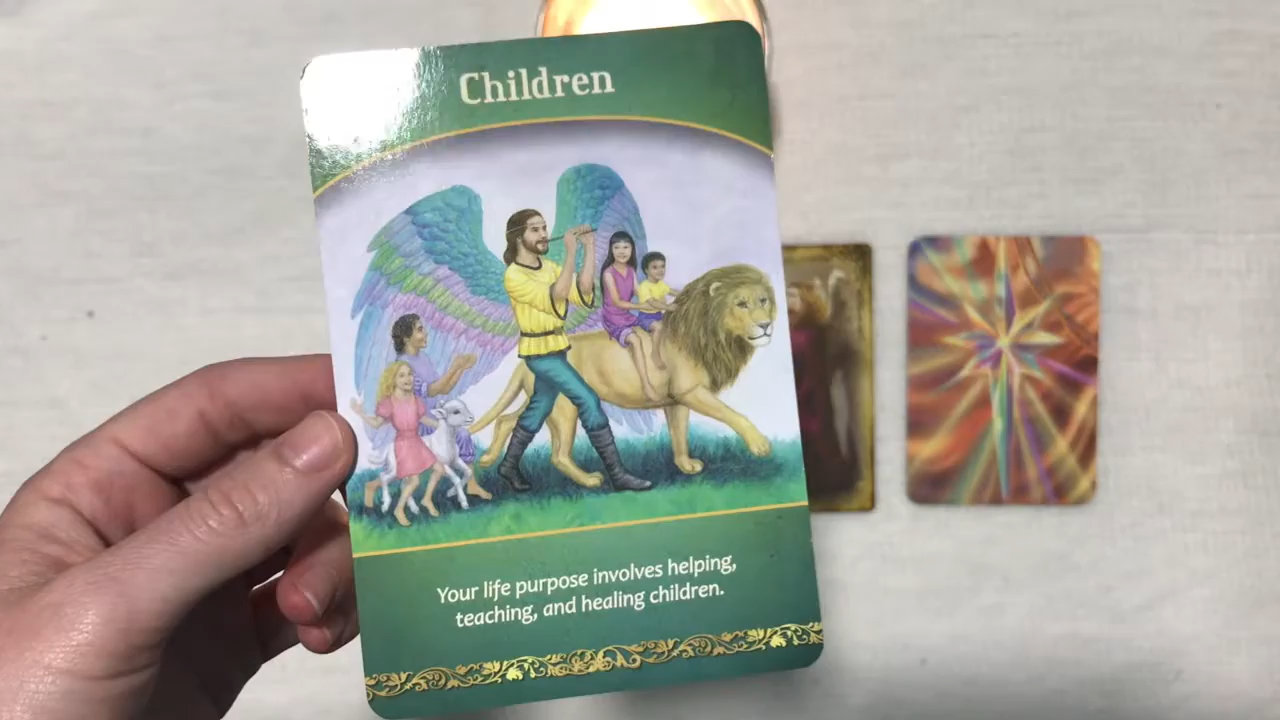 Children
Your life purpose involves helping,
teaching, and healing children.